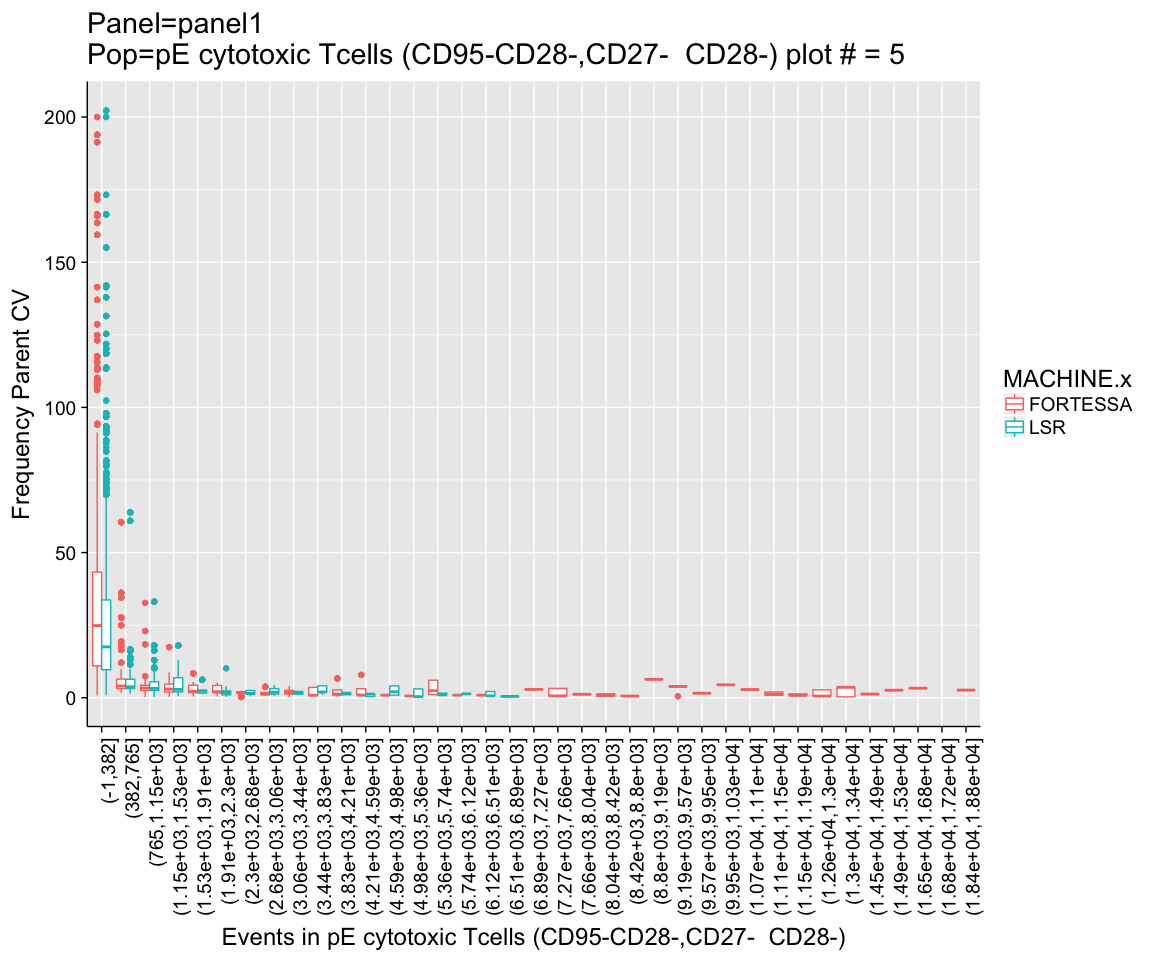 Panel=panel1
Pop=pE cytotoxic Tcells (CD95-CD28-,CD27-  CD28-) plot # = 5
200
150
100
50
0
Frequency Parent CV
MACHINE.x
FORTESSA
LSR
(-1,382]
(382,765]
(765,1.15e+03]
(1.15e+03,1.53e+03]
(1.53e+03,1.91e+03]
(1.91e+03,2.3e+03]
(2.3e+03,2.68e+03]
(2.68e+03,3.06e+03]
(3.06e+03,3.44e+03]
(3.44e+03,3.83e+03]
(3.83e+03,4.21e+03]
(4.21e+03,4.59e+03]
(4.59e+03,4.98e+03]
(4.98e+03,5.36e+03]
(5.36e+03,5.74e+03]
(5.74e+03,6.12e+03]
(6.12e+03,6.51e+03]
(6.51e+03,6.89e+03]
(6.89e+03,7.27e+03]
(7.27e+03,7.66e+03]
(7.66e+03,8.04e+03]
(8.04e+03,8.42e+03]
(8.42e+03,8.8e+03]
(8.8e+03,9.19e+03]
(9.19e+03,9.57e+03]
(9.57e+03,9.95e+03]
(9.95e+03,1.03e+04]
(1.07e+04,1.11e+04]
(1.11e+04,1.15e+04]
(1.15e+04,1.19e+04]
(1.26e+04,1.3e+04]
(1.3e+04,1.34e+04]
(1.45e+04,1.49e+04]
(1.49e+04,1.53e+04]
(1.65e+04,1.68e+04]
(1.68e+04,1.72e+04]
(1.84e+04,1.88e+04]
Events in pE cytotoxic Tcells (CD95-CD28-,CD27-  CD28-)